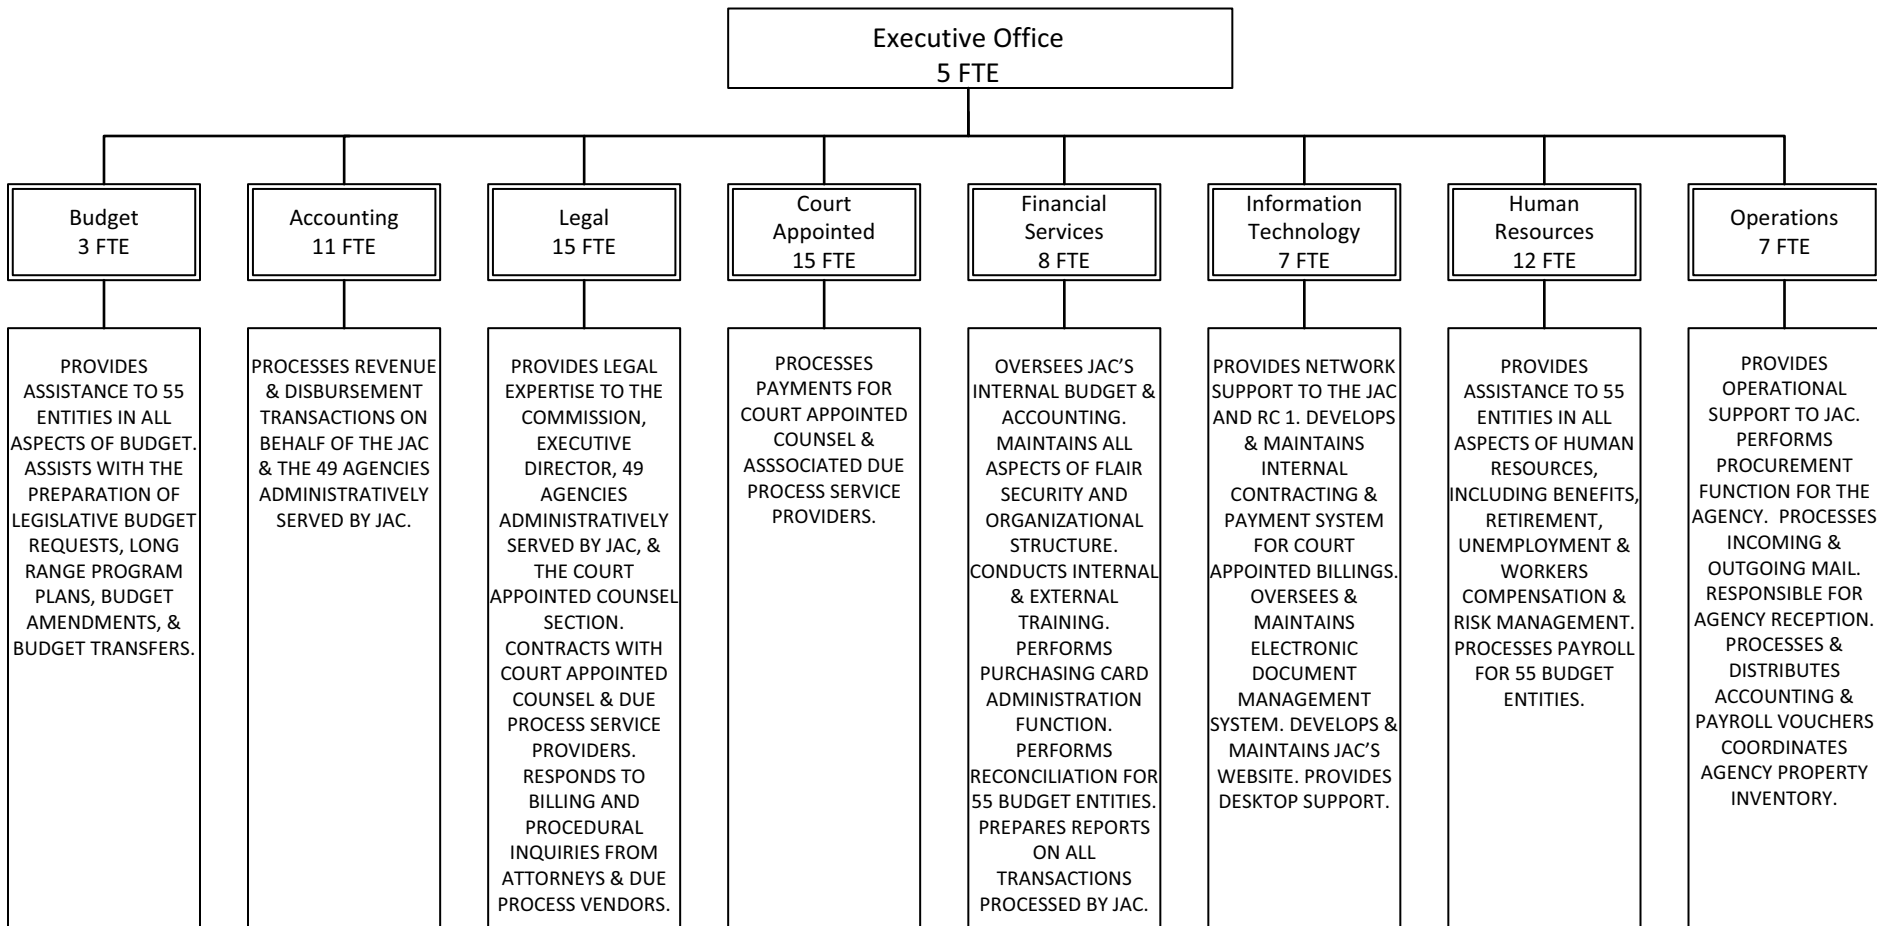 Executive Office
5 FTE
Budget
3 FTE
Accounting
11 FTE
Legal
15 FTE
Court
Appointed
15 FTE
Financial
Services
8 FTE
Information
Technology
7 FTE
Human
Resources
12 FTE
Operations
7 FTE
PROVIDES
ASSISTANCE TO 55
ENTITIES IN ALL
ASPECTS OF BUDGET.
ASSISTS WITH THE
PREPARATION OF
LEGISLATIVE BUDGET
REQUESTS, LONG
RANGE PROGRAM
PLANS, BUDGET
AMENDMENTS, &
BUDGET TRANSFERS.
PROCESSES REVENUE
& DISBURSEMENT
TRANSACTIONS ON
BEHALF OF THE JAC
& THE 49 AGENCIES
ADMINISTRATIVELY
SERVED BY JAC.
PROVIDES LEGAL
EXPERTISE TO THE
COMMISSION,
EXECUTIVE
DIRECTOR, 49
AGENCIES
ADMINISTRATIVELY
SERVED BY JAC, &
THE COURT
APPOINTED COUNSEL
SECTION.
CONTRACTS WITH
COURT APPOINTED
COUNSEL & DUE
PROCESS SERVICE
PROVIDERS.
RESPONDS TO
BILLING AND
PROCEDURAL
INQUIRIES FROM
ATTORNEYS & DUE
PROCESS VENDORS.
PROCESSES
PAYMENTS FOR
COURT APPOINTED
COUNSEL &
ASSSOCIATED DUE
PROCESS SERVICE
PROVIDERS.
OVERSEES JAC’S
INTERNAL BUDGET &
ACCOUNTING.
MAINTAINS ALL
ASPECTS OF FLAIR
SECURITY AND
ORGANIZATIONAL
STRUCTURE.
CONDUCTS INTERNAL
& EXTERNAL
TRAINING.
PERFORMS
PURCHASING CARD
ADMINISTRATION
FUNCTION.
PERFORMS
RECONCILIATION FOR
55 BUDGET ENTITIES.
PREPARES REPORTS
ON ALL
TRANSACTIONS
PROCESSED BY JAC.
PROVIDES NETWORK
SUPPORT TO THE JAC
AND RC 1. DEVELOPS
& MAINTAINS
INTERNAL
CONTRACTING &
PAYMENT SYSTEM
FOR COURT
APPOINTED BILLINGS.
OVERSEES &
MAINTAINS
ELECTRONIC
DOCUMENT
MANAGEMENT
SYSTEM. DEVELOPS &
MAINTAINS JAC’S
WEBSITE. PROVIDES
DESKTOP SUPPORT.
PROVIDES
ASSISTANCE TO 55
ENTITIES IN ALL
ASPECTS OF HUMAN
RESOURCES,
INCLUDING BENEFITS,
RETIREMENT,
UNEMPLOYMENT &
WORKERS
COMPENSATION &
RISK MANAGEMENT.
PROCESSES PAYROLL
FOR 55 BUDGET
ENTITIES.
PROVIDES
OPERATIONAL
SUPPORT TO JAC.
PERFORMS
PROCUREMENT
FUNCTION FOR THE
AGENCY.  PROCESSES
INCOMING &
OUTGOING MAIL.
RESPONSIBLE FOR
AGENCY RECEPTION.
PROCESSES &
DISTRIBUTES
ACCOUNTING &
PAYROLL VOUCHERS
COORDINATES
AGENCY PROPERTY
INVENTORY.